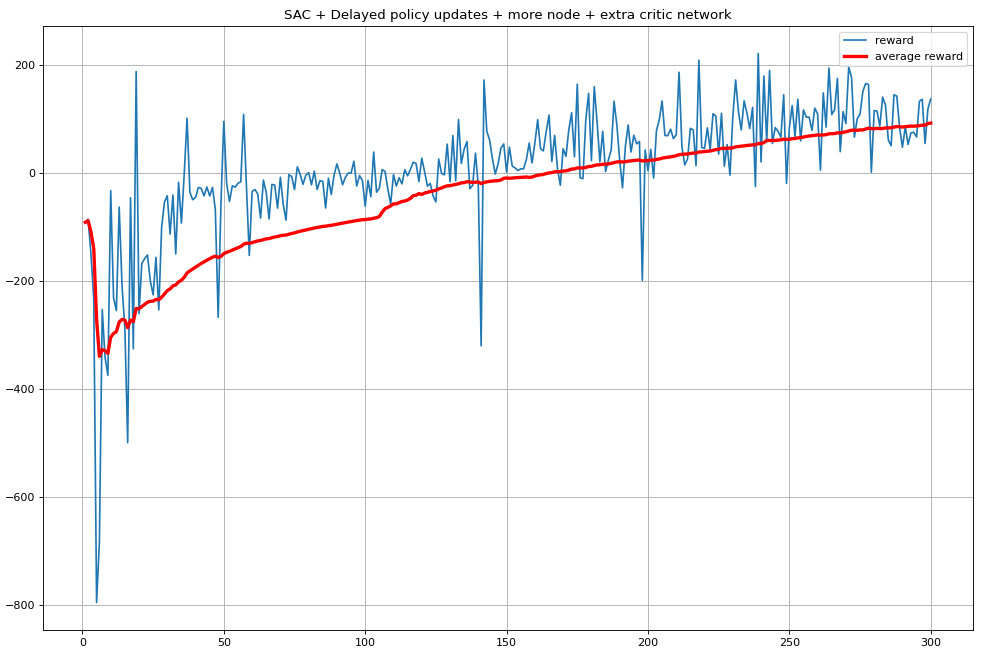 SAC + Delayed policy updates + more node + extra critic network
reward
average reward
200
0
−200
−400
−600
−800
0 50 100 150 200 250 300